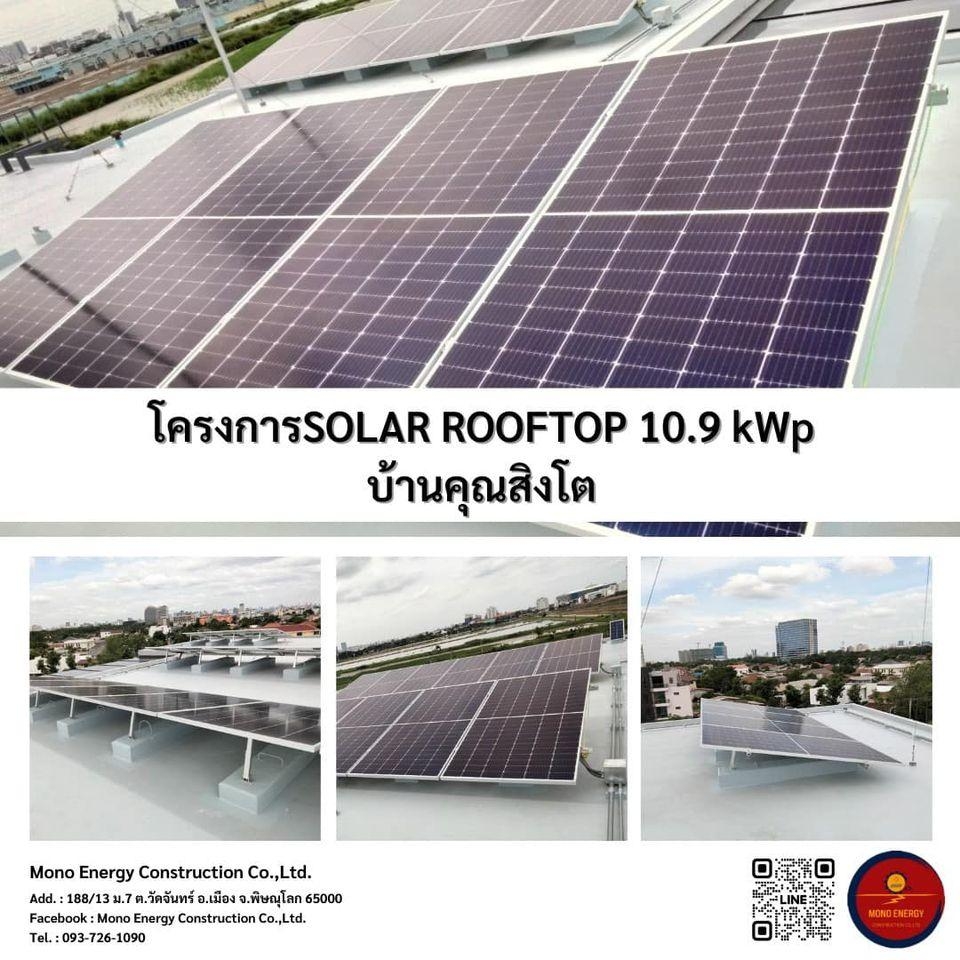 โครงการSOLAR ROOFTOP 10.9 kWp
บ้านคุณสิงโต
Mono Energy Construction Co.,Ltd.
Add. : 188/13 ม.7 ต.วัดจันทร์ อ.เมือง จ.พิษณุโลก 65000
Facebook : Mono Energy Construction Co.,Ltd.
Tel. : 093-726-1090
LINE
MONO ENERGY
CONSTRUCTION CO.,LTD